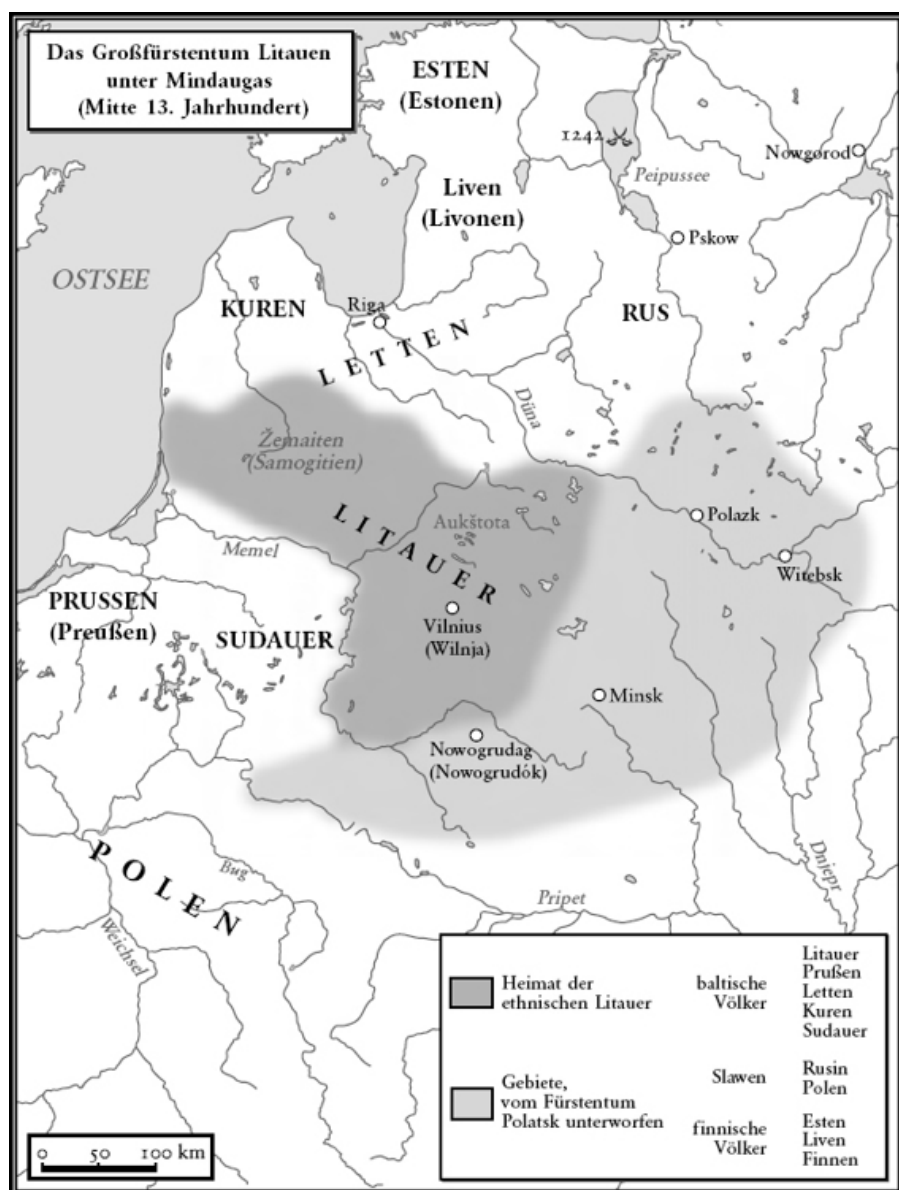 Das Großfürstentum Litauen
unter Mindaugas
(Mitte 13. Jahrhundert)
ESTEN
(Estonen)
1242
Nowgorod
Peipussee
Liven
(Livonen)
Pskow
OSTSEE
KUREN
Riga
RUS
LETTEN
Düna
Žemaiten
(Samogitien)
LITAUER
Aukštota
Polazk
Memel
Witebsk
PRUSSEN
(Preußen)
SUDAUER
Vilnius
(Wilnja)
Minsk
Nowogrudag
(Nowogrudók)
POLEN
Bug
Dnjepr
Pripet
Weichsel
Heimat der
ethnischen Litauer
baltische
Völker
Litauer
Prußen
Letten
Kuren
Sudauer
Gebiete,
vom Fürstentum
Polatsk unterworfen
Slawen
Rusin
Polen
finnische
Völker
Esten
Liven
Finnen
0 50 100 km